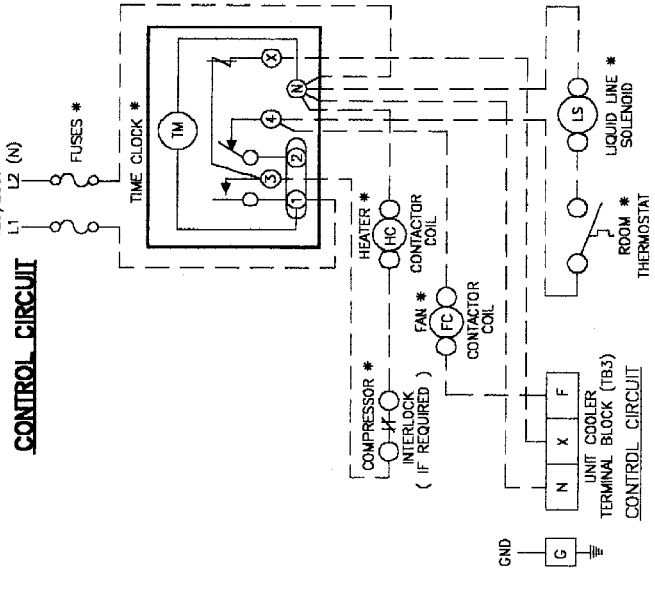 CONTROL CIRCUIT
L1
L2 (N)
FUSES *
TIME CLOCK *
TM
1
2
3
4
N
X
HEATER *
HC
CONTACTOR
COIL
FAN *
FC
CONTACTOR
COIL
COMPRESSOR *
INTERLOCK
( IF REQUIRED )
LS
LIQUID LINE *
SOLENOID
ROOM *
THERMOSTAT
N
X
F
UNIT COOLER
TERMINAL BLOCK (TB3)
CONTROL CIRCUIT
GND
G